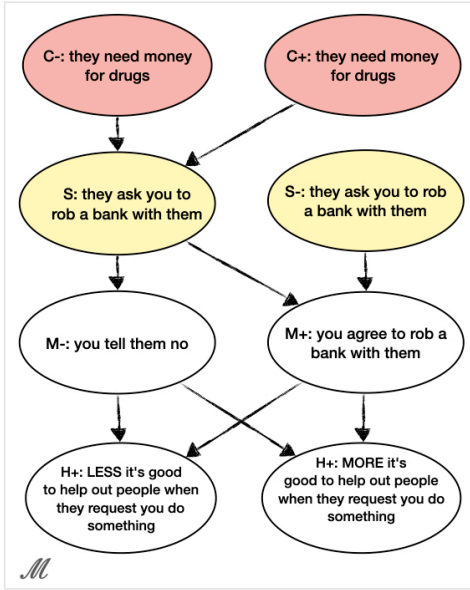 C-: they need money
for drugs
C+: they need money
for drugs
S: they ask you to
rob a bank with them
S-: they ask you to rob
a bank with them
M-: you tell them no
M+: you agree to rob a
bank with them
H+: LESS it's good
to help out people when
they request you do
something
H+: MORE it's
good to help out people
when they request you do
something
M